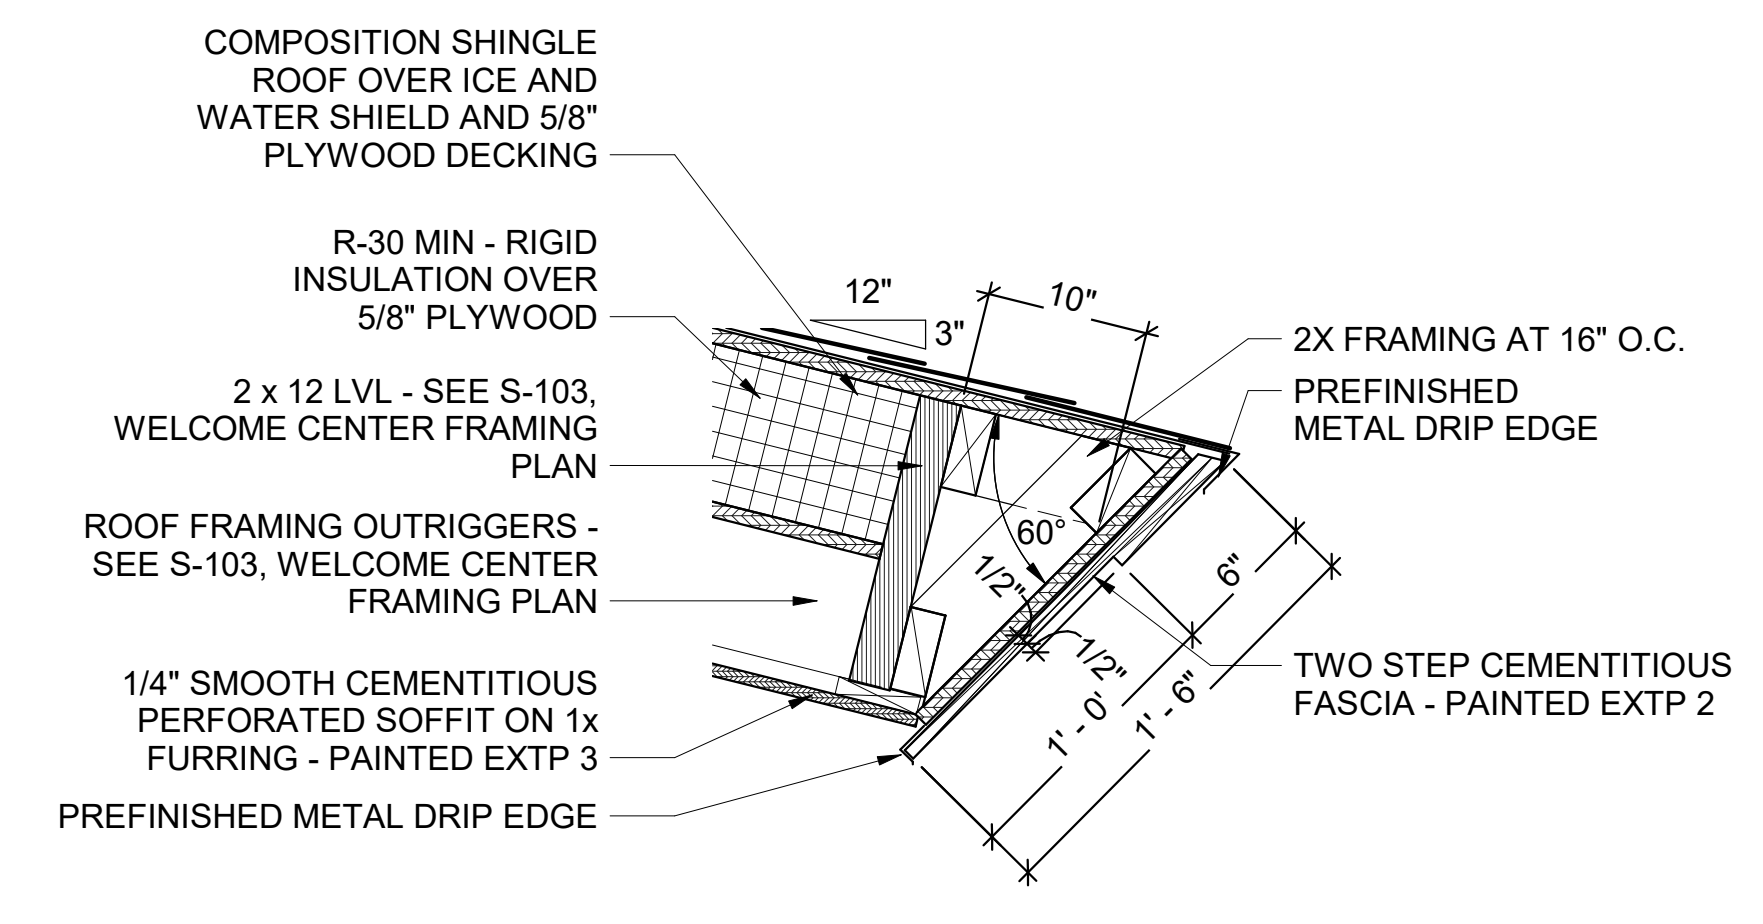 COMPOSITION SHINGLE
ROOF OVER ICE AND
WATER SHIELD AND 5/8"
PLYWOOD DECKING
R-30 MIN - RIGID
INSULATION OVER
5/8" PLYWOOD
2 x 12 LVL - SEE S-103,
WELCOME CENTER FRAMING
PLAN
ROOF FRAMING OUTRIGGERS -
SEE S-103, WELCOME CENTER
FRAMING PLAN
1/4" SMOOTH CEMENTITIOUS
PERFORATED SOFFIT ON 1x
FURRING - PAINTED EXTP 3
PREFINISHED METAL DRIP EDGE
12"
3"
10"
60°
1/2"
1/2"
6"
1' - 0'
1' - 6"
2X FRAMING AT 16" O.C.
PREFINISHED
METAL DRIP EDGE
TWO STEP CEMENTITIOUS
FASCIA - PAINTED EXTP 2